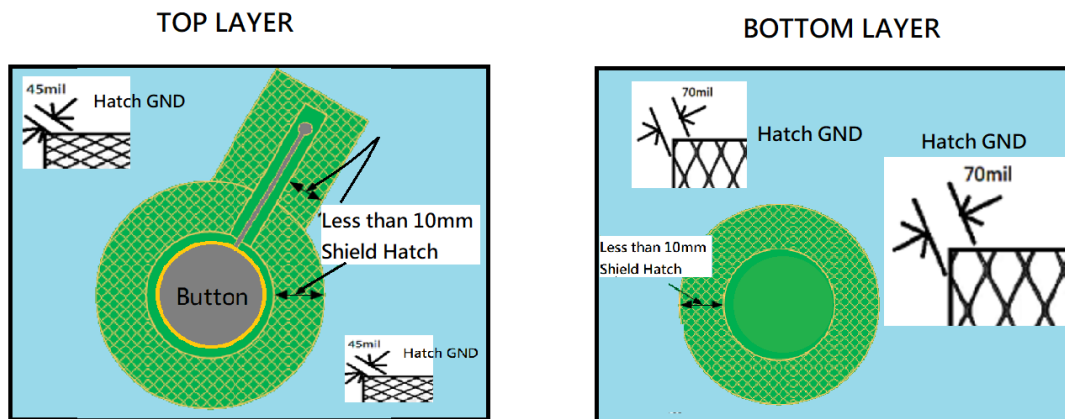 TOP LAYER
45mil
Hatch GND
Less than 10mm
Shield Hatch
Button
45mil
Hatch GND
BOTTOM LAYER
70mil
Hatch GND
Hatch GND
70mil
Less than 10mm
Shield Hatch